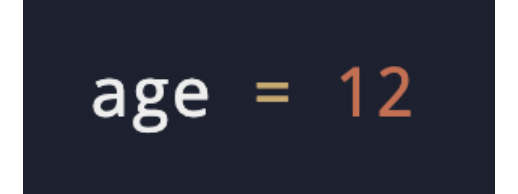 age = 12